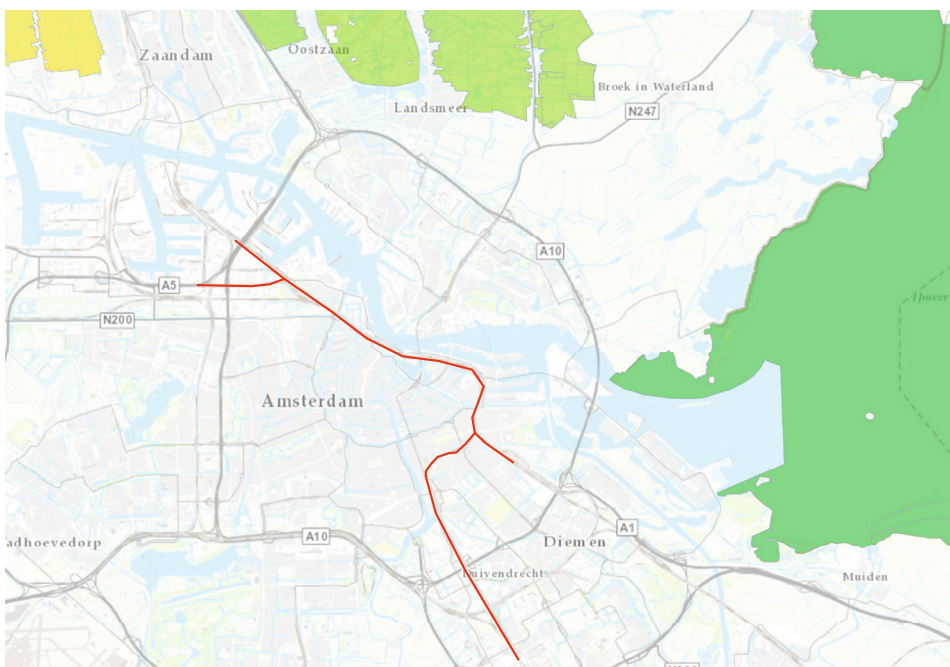 Zaandam
Oostzaan
Broek in Waterland
Landsmeer
N247
A10
A5
IJmeer
N200
Amsterdam
A1
adhoevedorp
A10
Diemen
Duivendrecht
Muiden